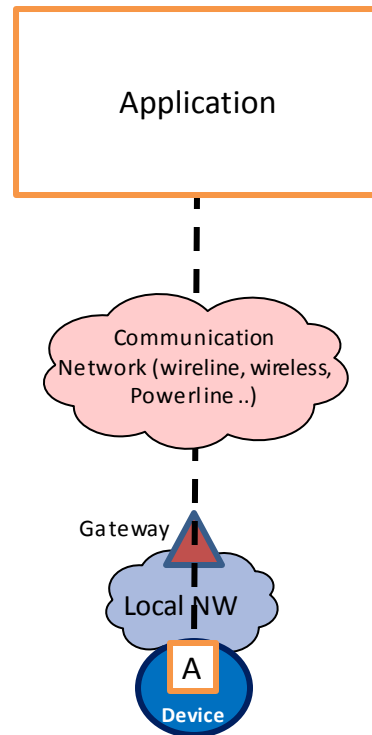 Application
Communication
Network (wireline, wireless,
Powerline ..)
Gateway
Local NW
A
Device